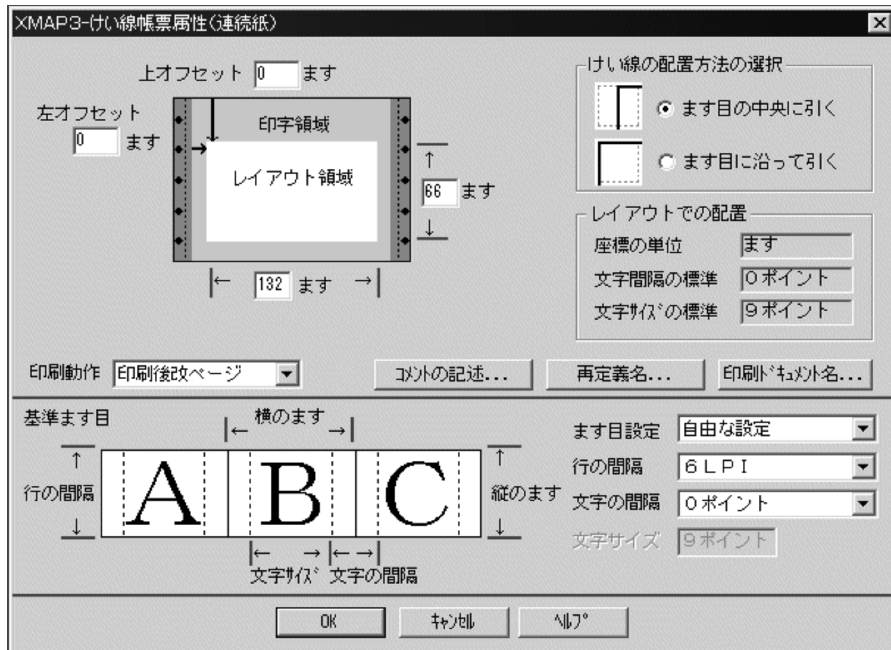 XMAP3-けい線帳票属性(連続紙)
上オフセット 0 ます
左オフセット
0 ます
印字領域
レイアウト領域
↑
66 ます
↓
|← 132 ます →|
けい線の配置方法の選択
ます目の中央に引く
ます目に沿って引く
レイアウトでの配置
座標の単位 ます
文字間隔の標準 0ポイント
文字ｻｲｽﾞの標準 9ポイント
印刷動作 印刷後改ページ
ｺﾒﾝﾄの記述... 再定義名... 印刷ﾄﾞｷｭﾒﾝﾄ名...
基準ます目
|← 横のます →|
↑ 行の間隔 ↓
A B C
↑ 縦のます ↓
|← →|← →|
文字ｻｲｽﾞ 文字の間隔
ます目設定 自由な設定
行の間隔 6LPI
文字の間隔 0ポイント
文字サイズ 9ポイント
OK ｷｬﾝｾﾙ ﾍﾙﾌﾟ